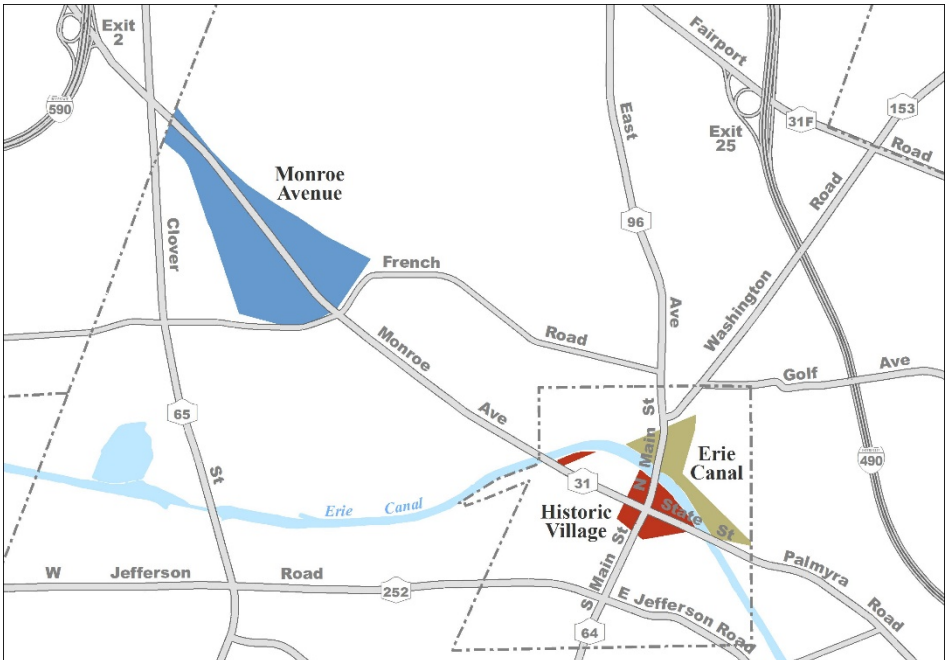 Exit
2
590
Fairport
31F
Road
153
Exit
25
East
96
Ave
Monroe
Avenue
Clover
65
St
French
Road
Washington
Road
Golf Ave
Monroe
Ave
31
490
N Main St
Erie
Canal
Erie Canal
Historic
Village
State St
S Main St
Palmyra
Road
W Jefferson Road
252
E Jefferson Road
64